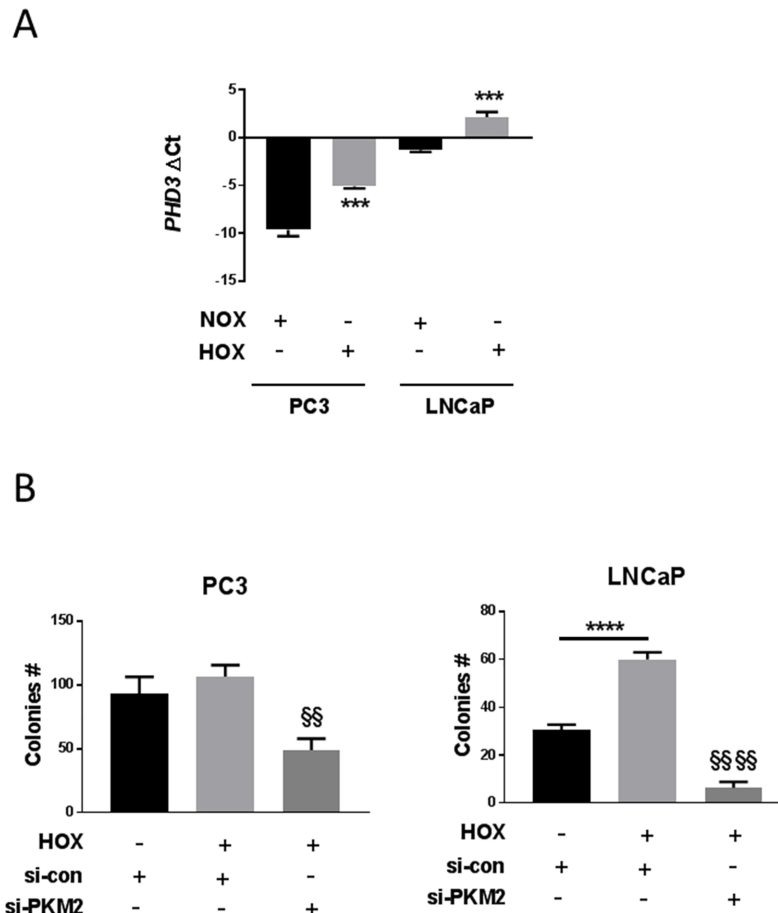 A
5
0
-5
-10
-15
PHD3 ΔCt
***
***
NOX + - + -
HOX - + - +
PC3 LNCaP
B
PC3
150
100
50
0
Colonies #
§§
HOX - + +
si-con + + -
si-PKM2 - - +
LNCaP
80
60
40
20
0
Colonies #
****
§§§§
HOX - + +
si-con + + -
si-PKM2 - - +